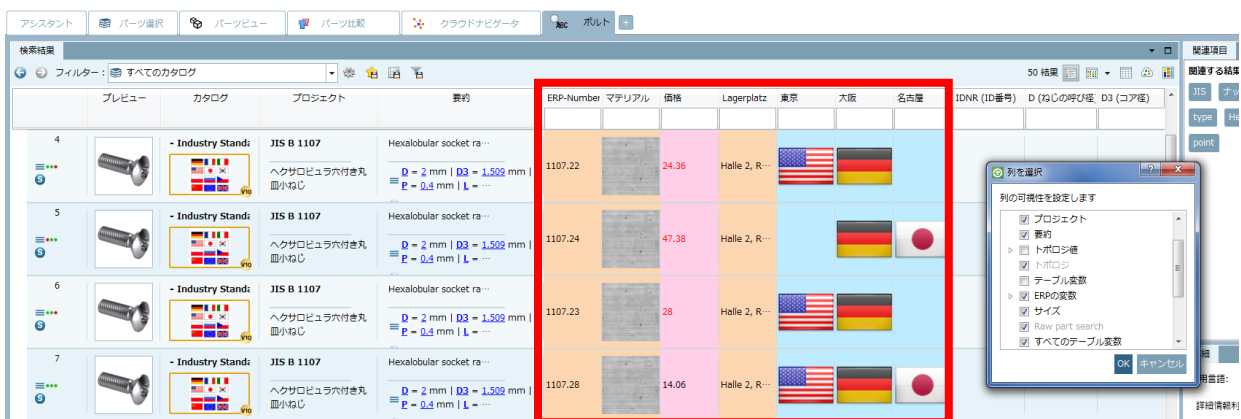 アシスタント パーツ選択 パーツビュー パーツ比較 クラウドナビゲータ ABC ボルト +
検索結果 関連項目
フィルター: すべてのカタログ 50 結果 関連する結果
プレビュー カタログ プロジェクト 要約 ERP-Number マテリアル 価格 Lagerplatz 東京 大阪 名古屋 IDNR (ID番号) D (ねじの呼び径 D3 (コア径)
JIS ナッ
type He
point
4 - Industry Standa JIS B 1107 Hexalobular socket ra…
ヘクサロビュラ穴付き丸皿小ねじ D = 2 mm | D3 = 1.509 mm |
P = 0.4 mm | L = …
S V10 1107.22 24.36 Halle 2, R…
5 - Industry Standa JIS B 1107 Hexalobular socket ra…
ヘクサロビュラ穴付き丸皿小ねじ D = 2 mm | D3 = 1.509 mm |
P = 0.4 mm | L = …
S V10 1107.24 47.38 Halle 2, R…
6 - Industry Standa JIS B 1107 Hexalobular socket ra…
ヘクサロビュラ穴付き丸皿小ねじ D = 2 mm | D3 = 1.509 mm |
P = 0.4 mm | L = …
S V10 1107.23 28 Halle 2, R…
7 - Industry Standa JIS B 1107 Hexalobular socket ra…
ヘクサロビュラ穴付き丸皿小ねじ D = 2 mm | D3 = 1.509 mm |
P = 0.4 mm | L = …
S V10 1107.28 14.06 Halle 2, R…
列を選択
列の可視性を設定します
プロジェクト
要約
トポロジ値
トポロジ
テーブル変数
ERPの変数
サイズ
Raw part search
すべてのテーブル変数
OK キャンセル
細
用言語:
詳細情報利